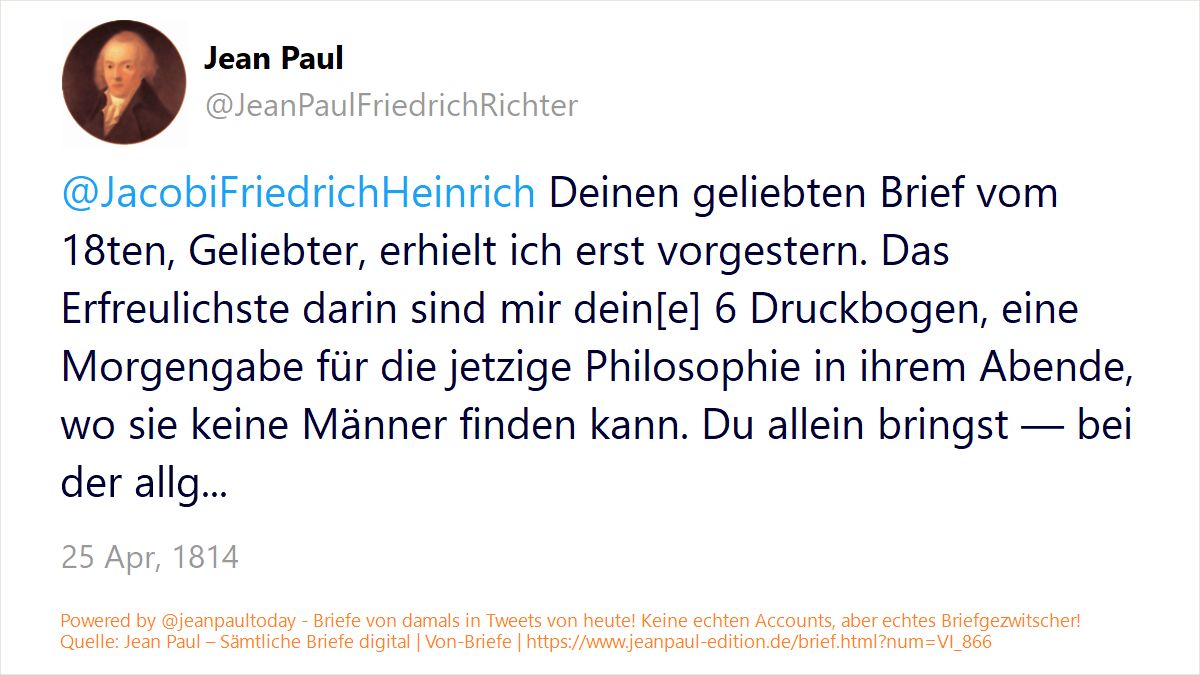 Jean Paul
@JeanPaulFriedrichRichter
@JacobiFriedrichHeinrich Deinen geliebten Brief vom
18ten, Geliebter, erhielt ich erst vorgestern. Das
Erfreulichste darin sind mir dein[e] 6 Druckbogen, eine
Morgengabe für die jetzige Philosophie in ihrem Abende,
wo sie keine Männer finden kann. Du allein bringst — bei
der allg...
25 Apr, 1814
Powered by @jeanpaultoday - Briefe von damals in Tweets von heute! Keine echten Accounts, aber echtes Briefgezwitscher!
Quelle: Jean Paul – Sämtliche Briefe digital | Von-Briefe | https://www.jeanpaul-edition.de/brief.html?num=VI_866